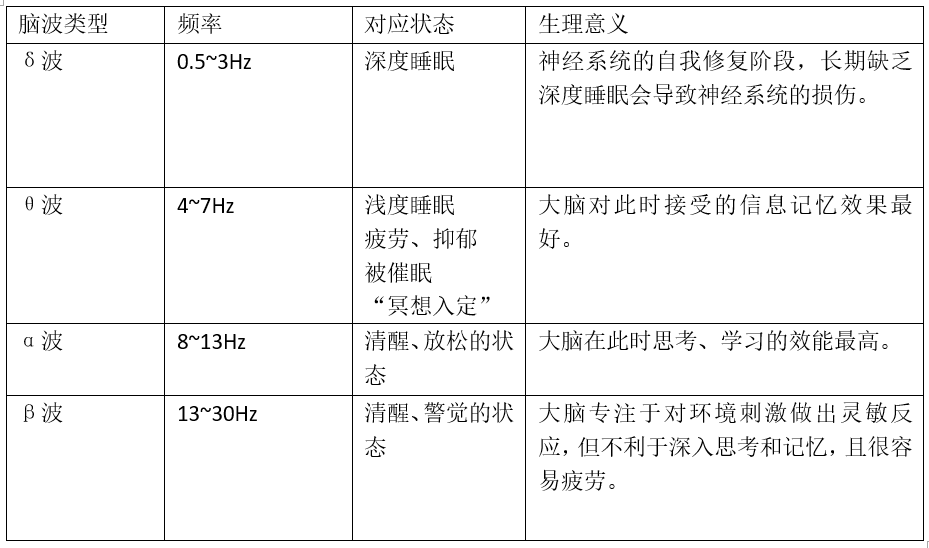 脑波类型 频率 对应状态 生理意义
δ波 0.5~3Hz 深度睡眠 神经系统的自我修复阶段，长期缺乏
深度睡眠会导致神经系统的损伤。
θ波 4~7Hz 浅度睡眠 大脑对此时接受的信息记忆效果最
疲劳、抑郁 好。
被催眠
“冥想入定”
α波 8~13Hz 清醒、放松的状 大脑在此时思考、学习的效能最高。
态
β波 13~30Hz 清醒、警觉的状 大脑专注于对环境刺激做出灵敏反
态 应，但不利于深入思考和记忆，且很容
易疲劳。